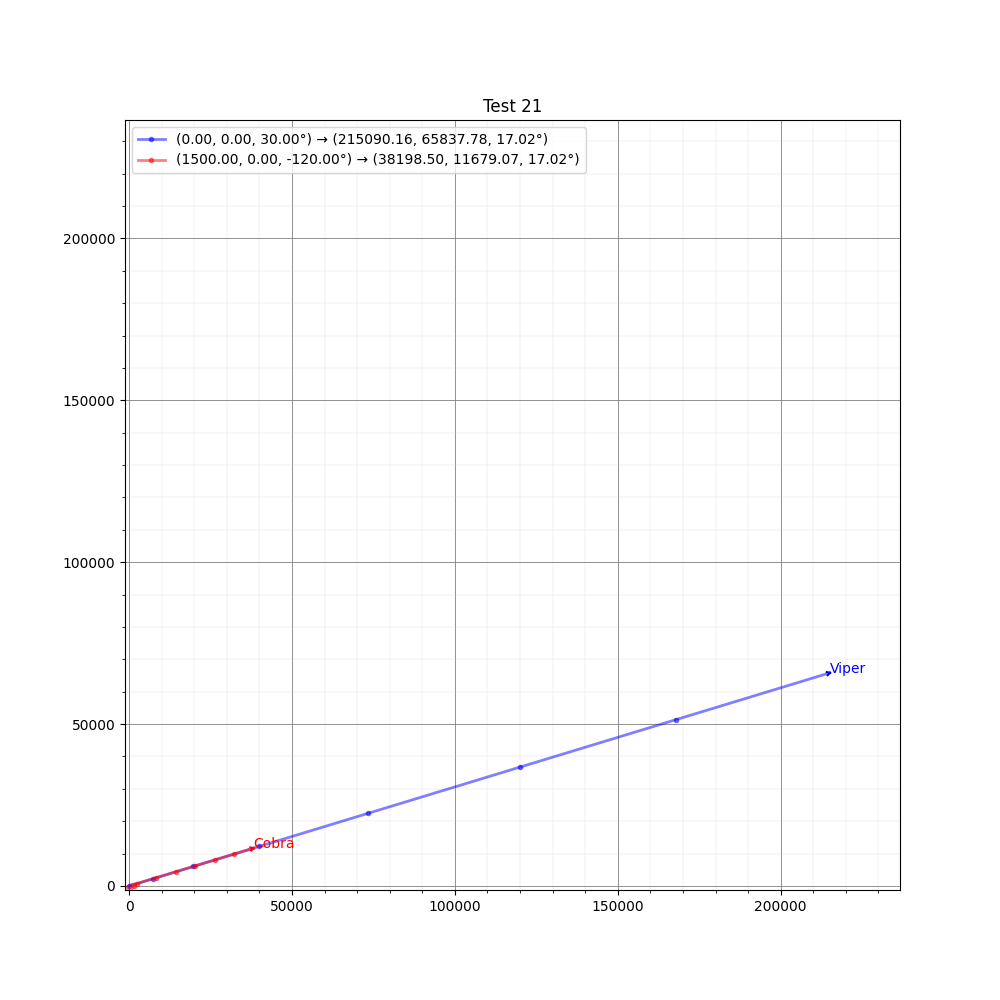 Test 21
(0.00, 0.00, 30.00°) → (215090.16, 65837.78, 17.02°)
(1500.00, 0.00, -120.00°) → (38198.50, 11679.07, 17.02°)
200000
150000
100000
50000
0
Viper
Cobra
0 50000 100000 150000 200000